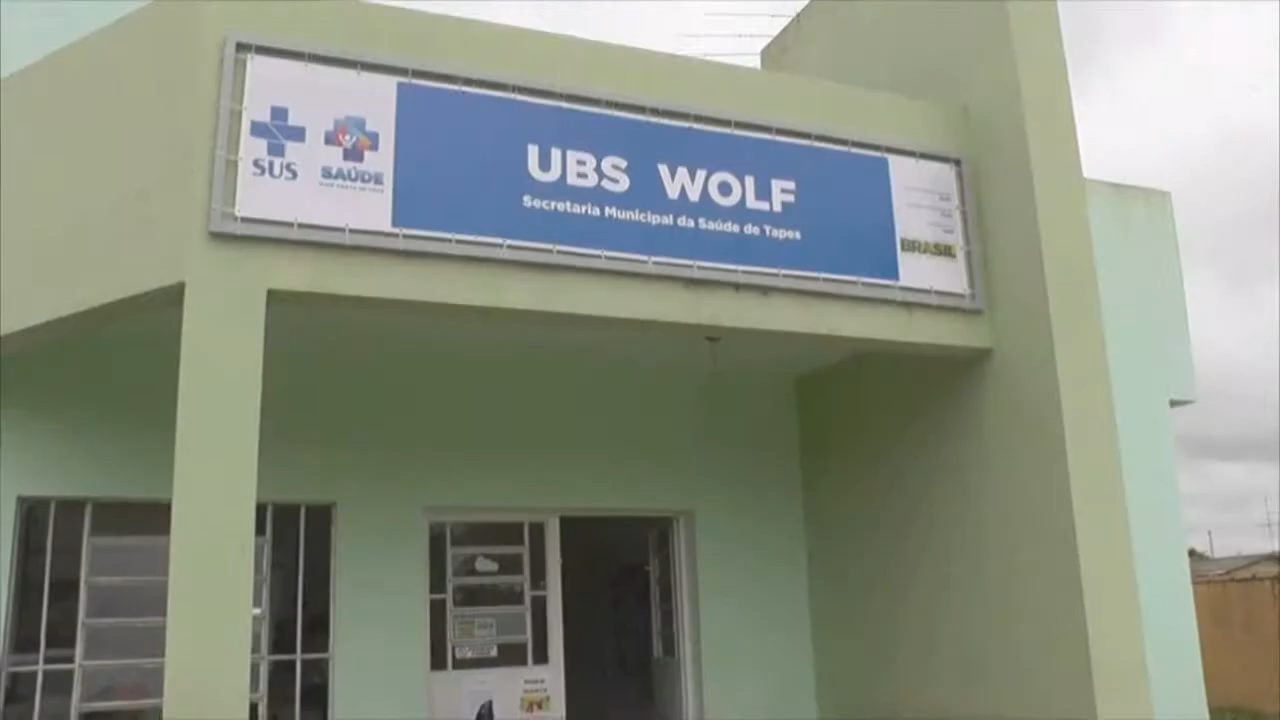 SUS
SAÚDE
UBS WOLF
Secretaria Municipal da Saúde de Tapes
BRASIL